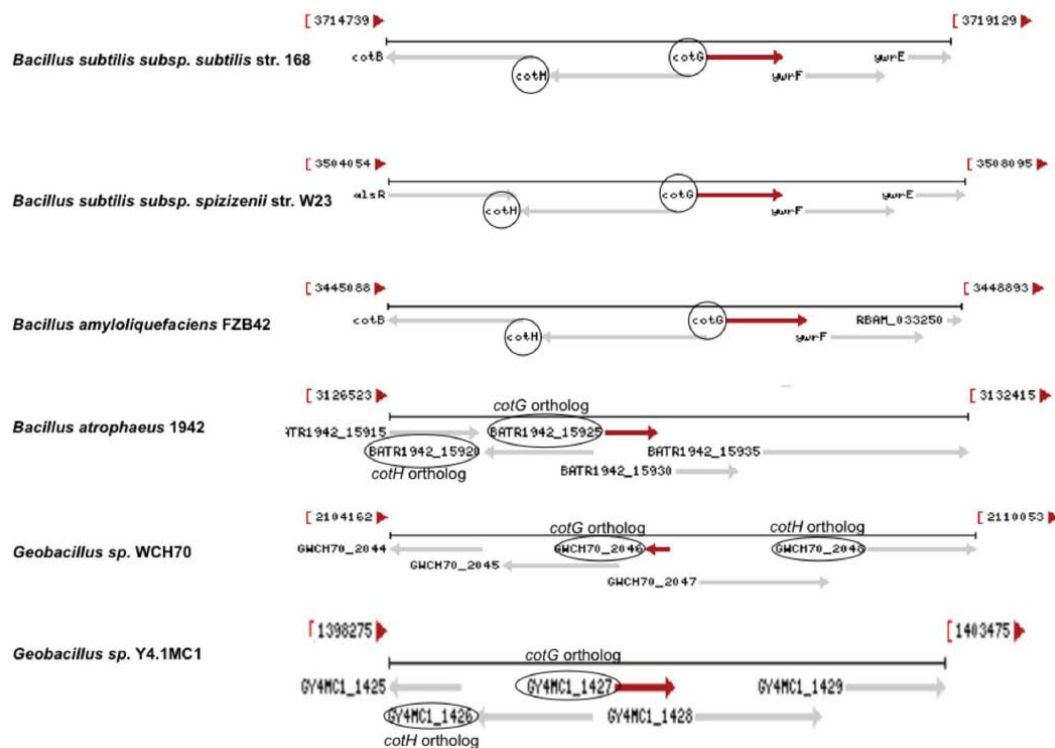 [ 3714739 [ 3719129
Bacillus subtilis subsp. subtilis str. 168 cotB cotH cotG ywrF ywrE
[ 3504054 [ 3508095
Bacillus subtilis subsp. spizizenii str. W23 alsR cotH cotG ywrF ywrE
[ 3445088 [ 3448893
Bacillus amyloliquefaciens FZB42 cotB cotH cotG ywrF RBAM_033250
[ 3126523 [ 3132415
cotG ortholog
Bacillus atrophaeus 1942 ATR1942_15915 BATR1942_15925
BATR1942_15920 BATR1942_15935
cotH ortholog BATR1942_15930
[ 2104162 [ 2110053
cotG ortholog cotH ortholog
Geobacillus sp. WCH70 GWCH70_2044 GWCH70_2046 GWCH70_2048
GWCH70_2045 GWCH70_2047
[ 1398275 [ 1403475
Geobacillus sp. Y4.1MC1 cotG ortholog
GY4MC1_1425 GY4MC1_1427 GY4MC1_1429
GY4MC1_1426 GY4MC1_1428
cotH ortholog